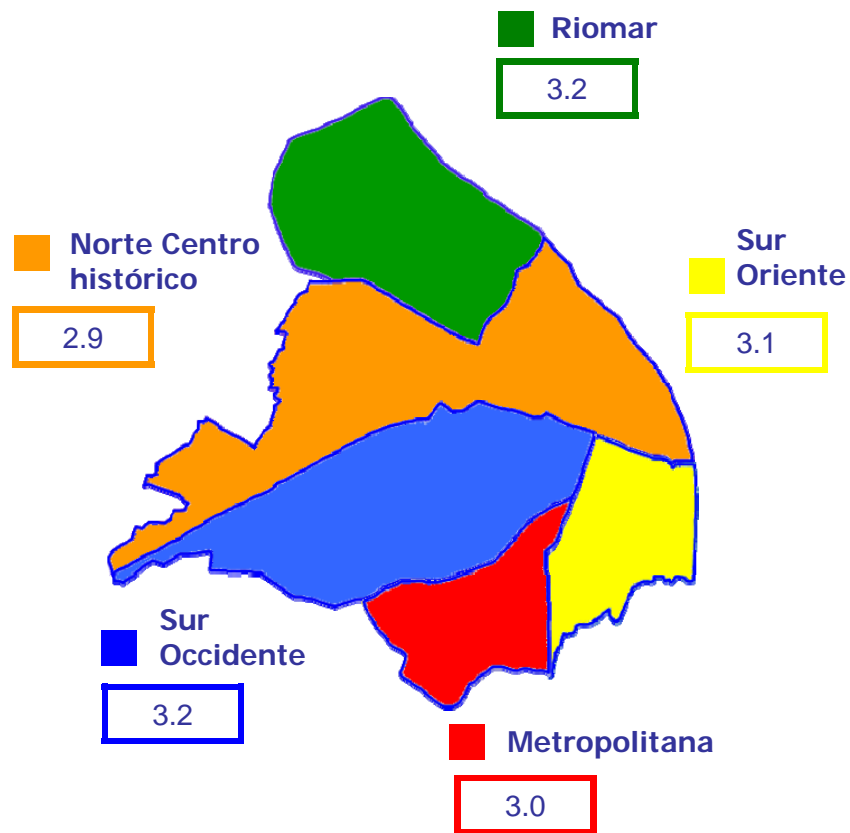 Riomar
3.2
Norte Centro
histórico
2.9
Sur
Oriente
3.1
Sur
Occidente
3.2
Metropolitana
3.0